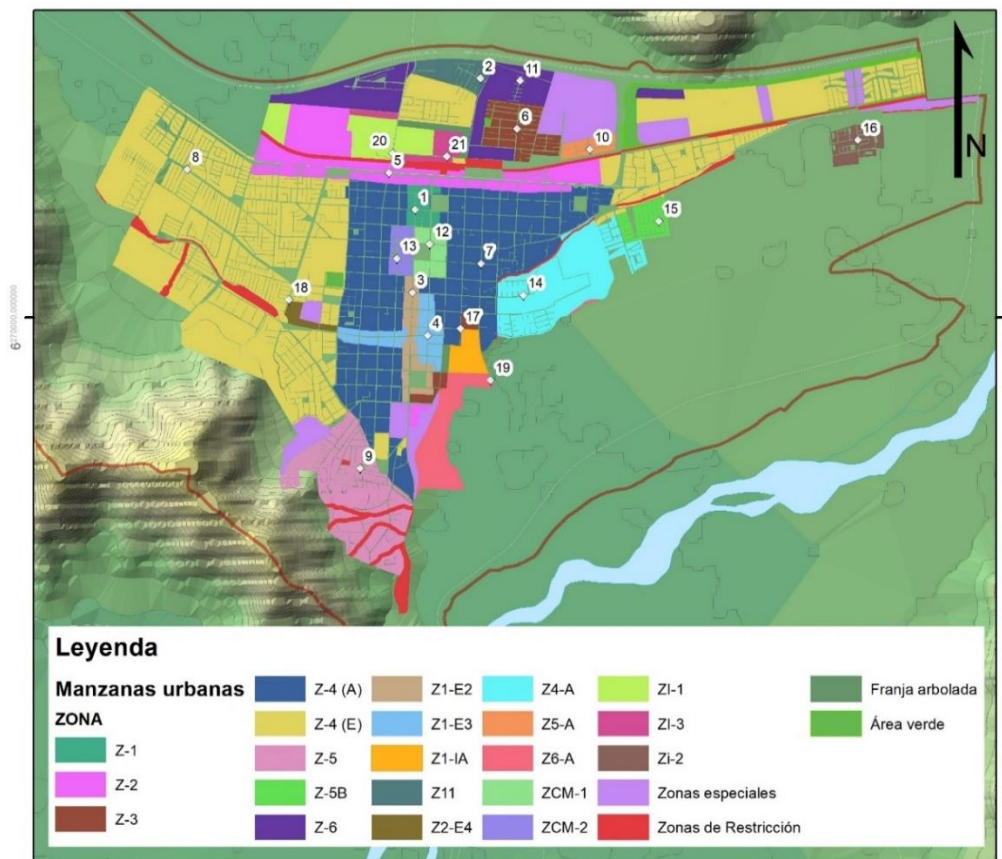 2
11
6
10
16
N
20
21
5
8
1
15
12
13
7
14
18
3
4
17
19
9
6270000.000000
Leyenda
Manzanas urbanas
ZONA
Z-1
Z-2
Z-3
Z-4 (A)
Z-4 (E)
Z-5
Z-5B
Z-6
Z1-E2
Z1-E3
Z1-IA
Z11
Z2-E4
Z4-A
Z5-A
Z6-A
ZCM-1
ZCM-2
ZI-1
ZI-3
Zi-2
Zonas especiales
Zonas de Restricción
Franja arbolada
Área verde